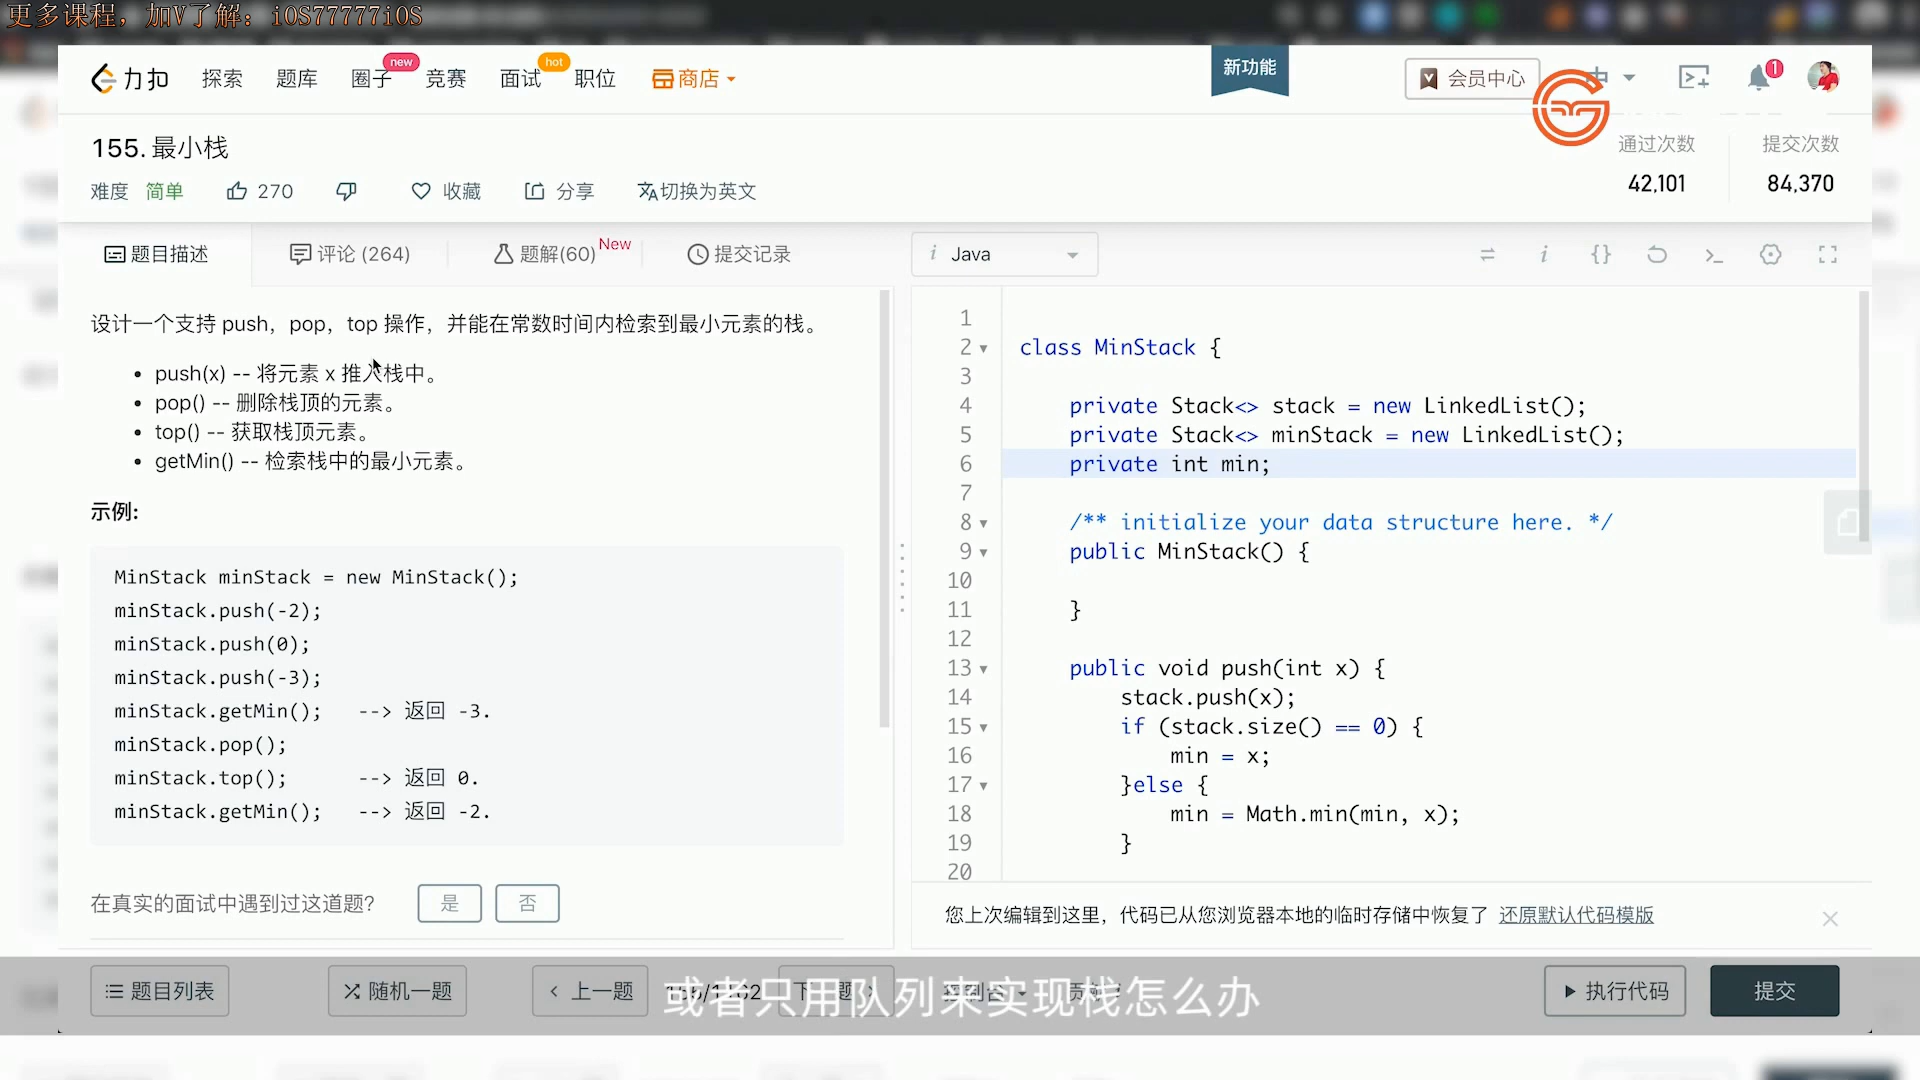 更多课程，加V了解：iOS77777iOS
力扣 探索 题库 圈子 new 竞赛 面试 hot 职位 商店 新功能 会员中心 中 1
155. 最小栈
通过次数 提交次数
42,101 84,370
难度 简单 270 收藏 分享 切换为英文
题目描述 评论 (264) 题解(60) New 提交记录
i Java
设计一个支持 push，pop，top 操作，并能在常数时间内检索到最小元素的栈。
push(x) -- 将元素 x 推入栈中。
pop() -- 删除栈顶的元素。
top() -- 获取栈顶元素。
getMin() -- 检索栈中的最小元素。
示例:
MinStack minStack = new MinStack();
minStack.push(-2);
minStack.push(0);
minStack.push(-3);
minStack.getMin();   --> 返回 -3.
minStack.pop();
minStack.top();      --> 返回 0.
minStack.getMin();   --> 返回 -2.
在真实的面试中遇到过这道题? 是 否
1
2 class MinStack {
3
4 private Stack<> stack = new LinkedList();
5 private Stack<> minStack = new LinkedList();
6 private int min;
7
8 /** initialize your data structure here. */
9 public MinStack() {
10
11 }
12
13 public void push(int x) {
14 stack.push(x);
15 if (stack.size() == 0) {
16 min = x;
17 }else {
18 min = Math.min(min, x);
19 }
20
您上次编辑到这里，代码已从您浏览器本地的临时存储中恢复了 还原默认代码模版
题目列表 随机一题 上一题 执行代码 提交
或者只用队列来实现栈怎么办